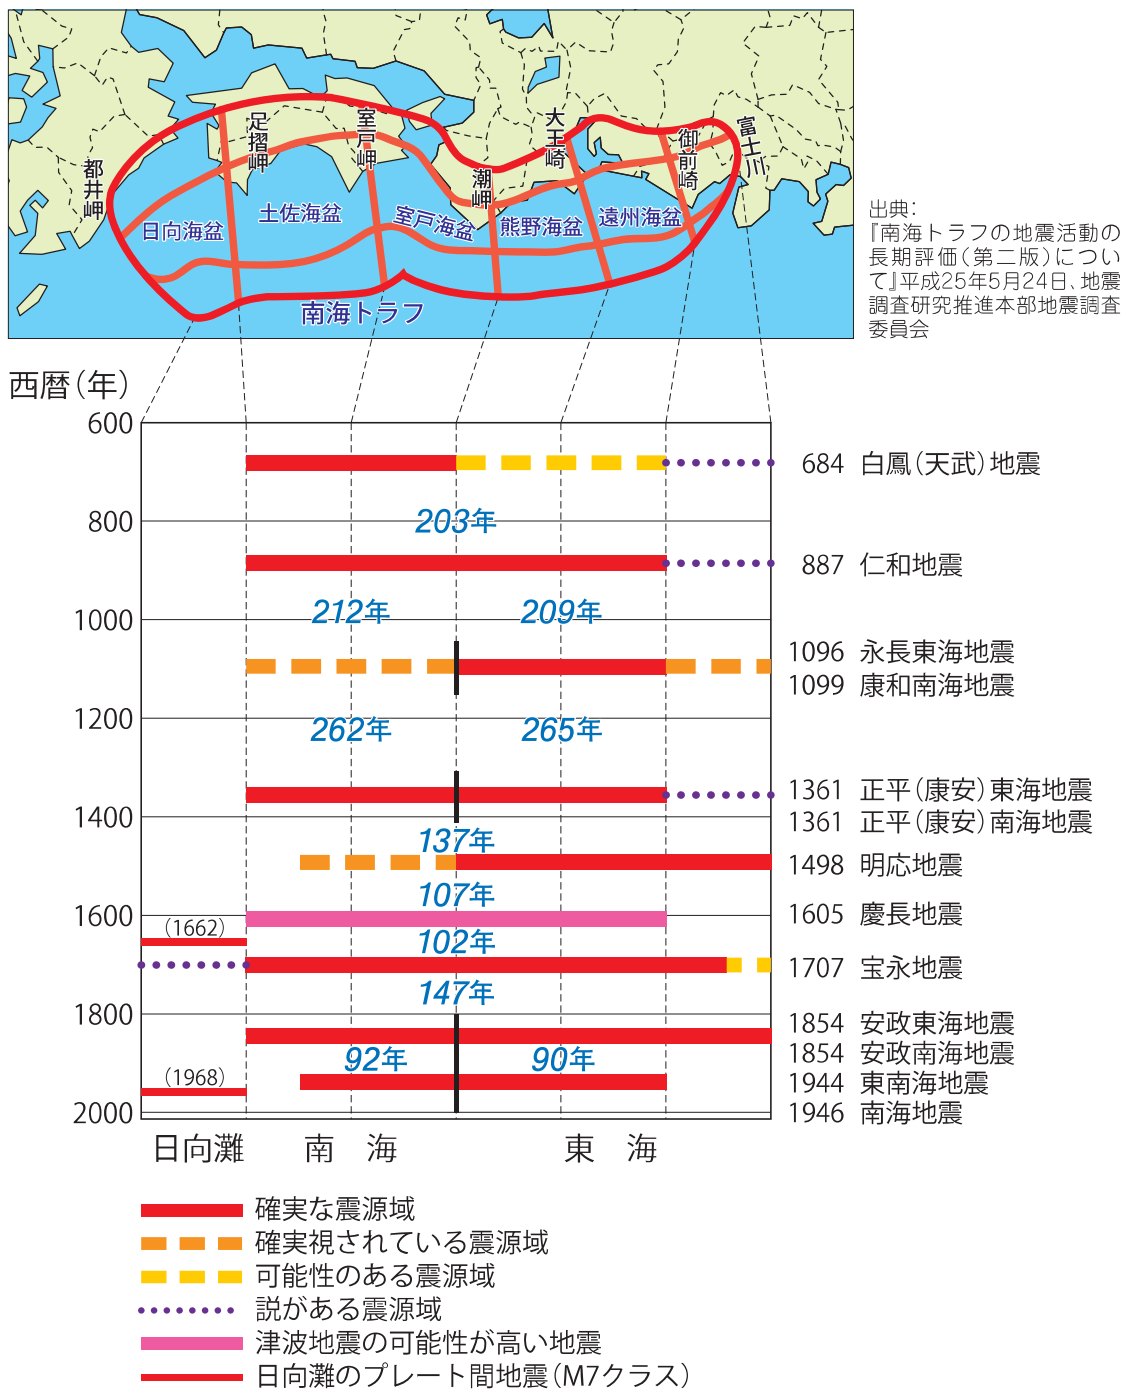 都井岬
足摺岬
室戸岬
潮岬
大王崎
御前崎
富士川
日向海盆
土佐海盆
室戸海盆
熊野海盆
遠州海盆
南海トラフ
出典：
『南海トラフの地震活動の
長期評価（第二版）につい
て』平成25年5月24日、地震
調査研究推進本部地震調査
委員会
西暦（年）
600
684 白鳳（天武）地震
800
203年
887 仁和地震
1000
212年
209年
1096 永長東海地震
1099 康和南海地震
1200
262年
265年
1361 正平（康安）東海地震
1361 正平（康安）南海地震
1400
137年
1498 明応地震
107年
1600
1605 慶長地震
（1662）
102年
1707 宝永地震
147年
1800
1854 安政東海地震
1854 安政南海地震
92年
90年
（1968）
1944 東南海地震
1946 南海地震
2000
日向灘
南 海
東 海
確実な震源域
確実視されている震源域
可能性のある震源域
説がある震源域
津波地震の可能性が高い地震
日向灘のプレート間地震（M7クラス）